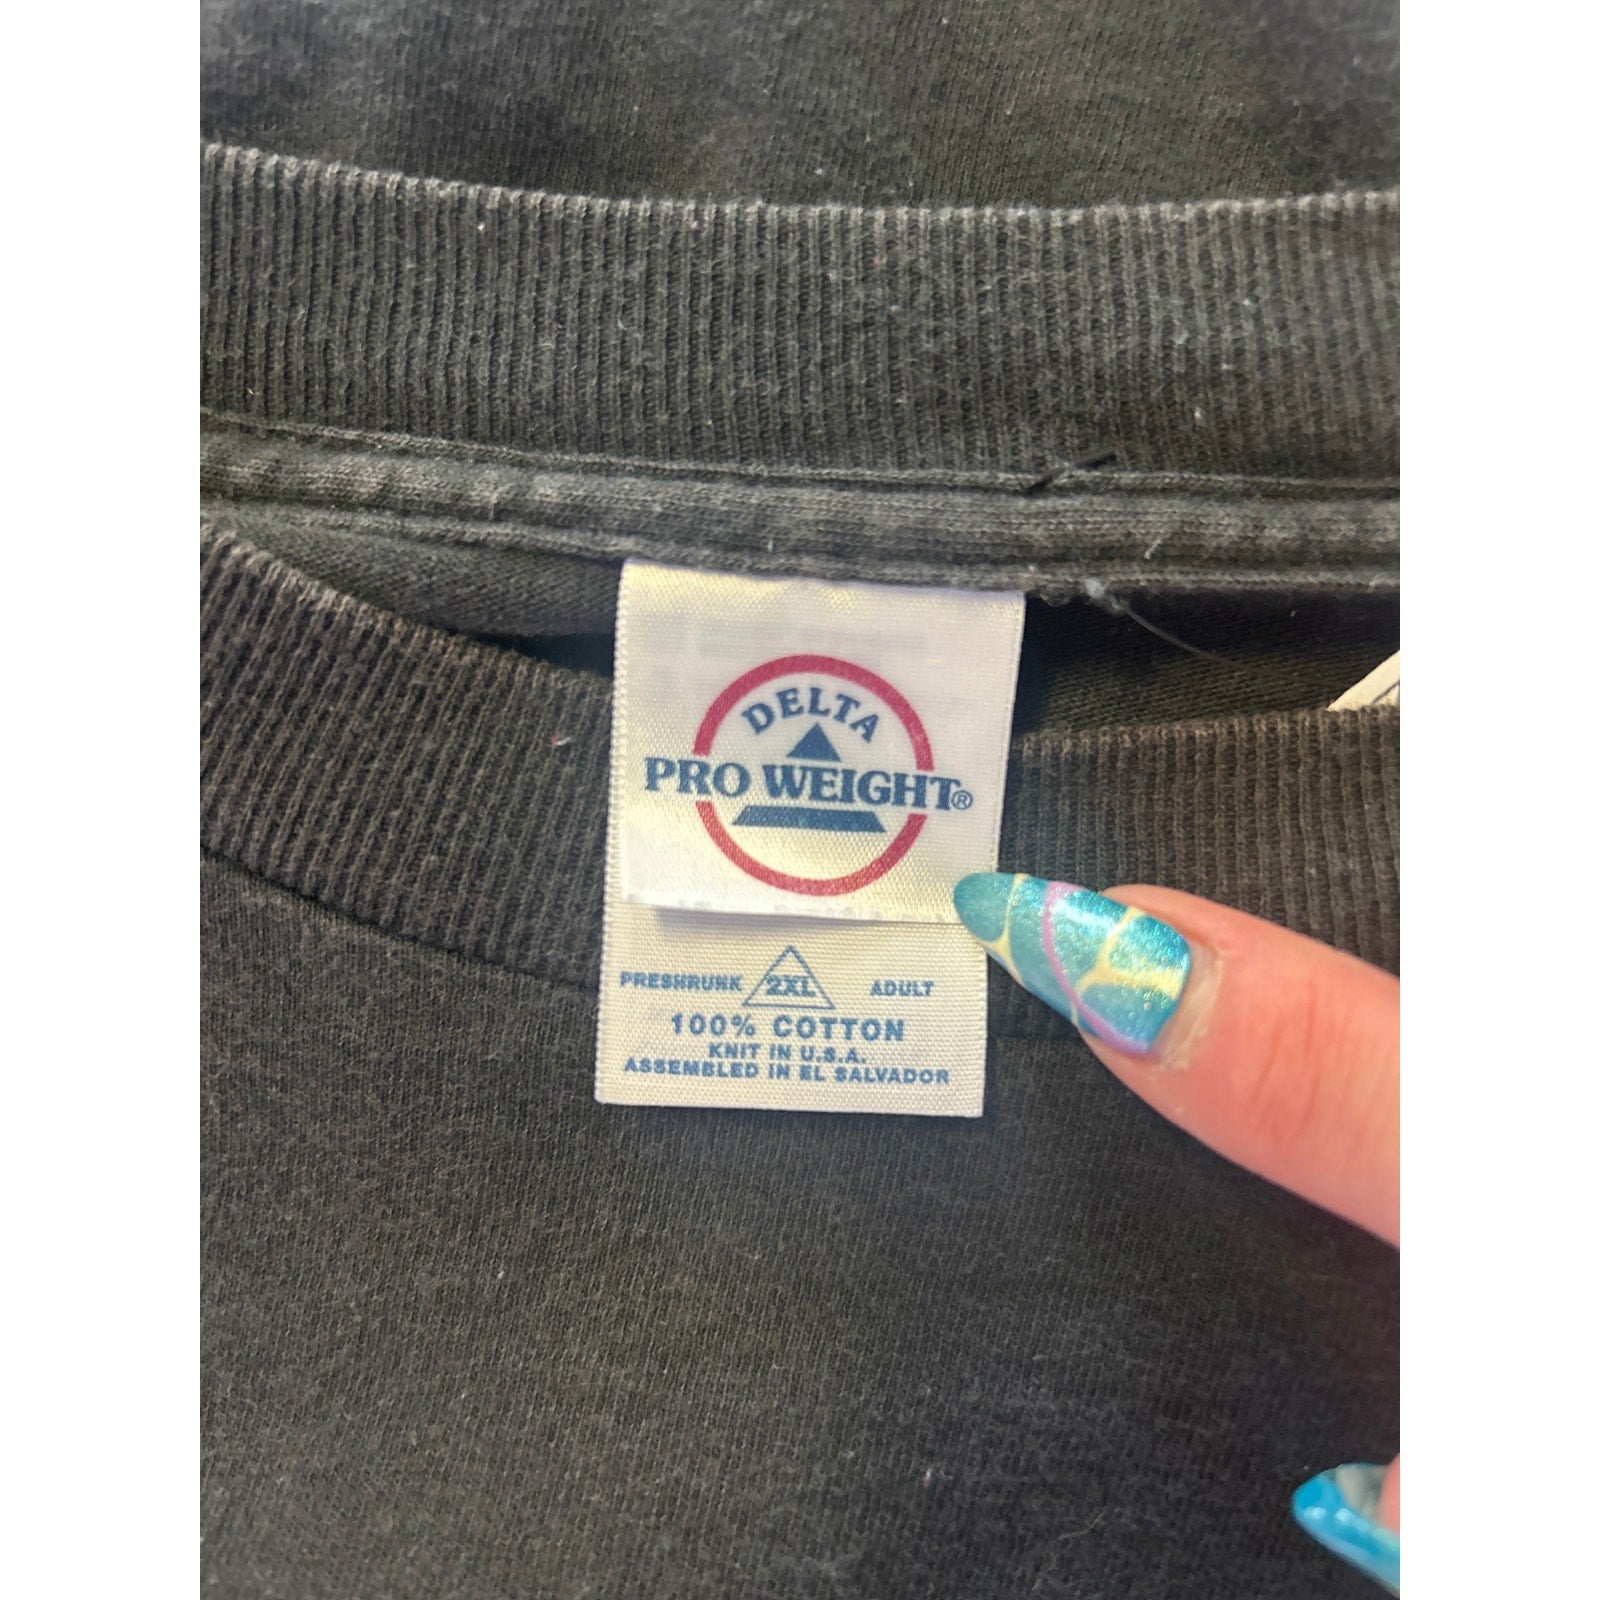 DELTA
PRO WEIGHT®
PRESHRUNK 2XL ADULT
100% COTTON
KNIT IN U.S.A.
ASSEMBLED IN EL SALVADOR